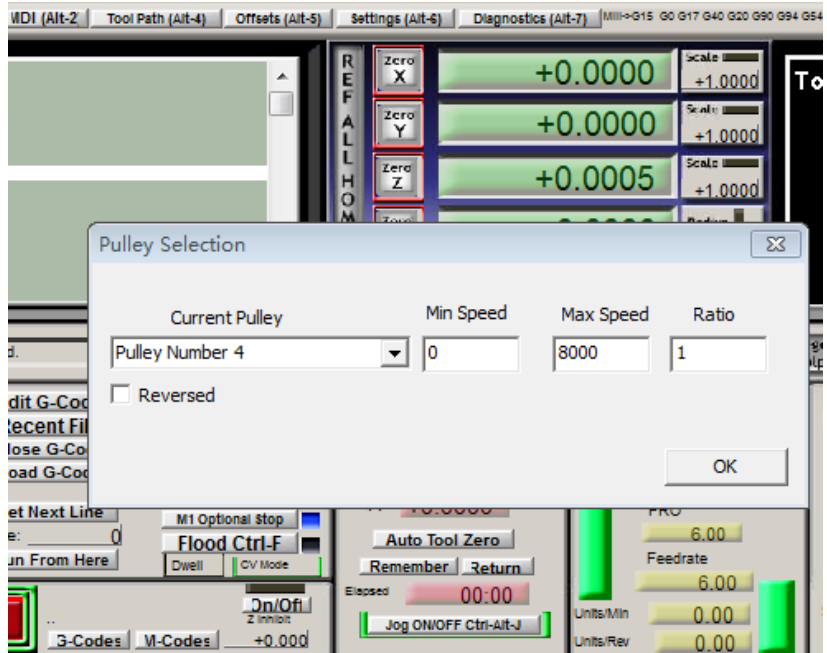 MDI (Alt-2
Tool Path (Alt-4)
Offsets (Alt-5)
Settings (Alt-6)
Diagnostics (Alt-7)
Mill->G15 G0 G17 G40 G20 G90 G94 G54
REF ALL HOM
Zero X
+0.0000
Scale
+1.0000
To
Zero Y
+0.0000
Scale
+1.0000
Zero Z
+0.0005
Scale
+1.0000
Pulley Selection
Current Pulley
Min Speed
Max Speed
Ratio
Pulley Number 4
0
8000
1
Reversed
OK
d.
dit G-Cod
Recent Fil
lose G-Co
oad G-Cod
et Next Line
e: 0
un From Here
M1 Optional Stop
Flood Ctrl-F
Dwell
CV Mode
On/Off
Z Inhibit
+0.000
G-Codes
M-Codes
Auto Tool Zero
Remember
Return
Elapsed
00:00
Jog ON/OFF Ctrl-Alt-J
FRO
6.00
Feedrate
6.00
Units/Min
0.00
Units/Rev
0.00